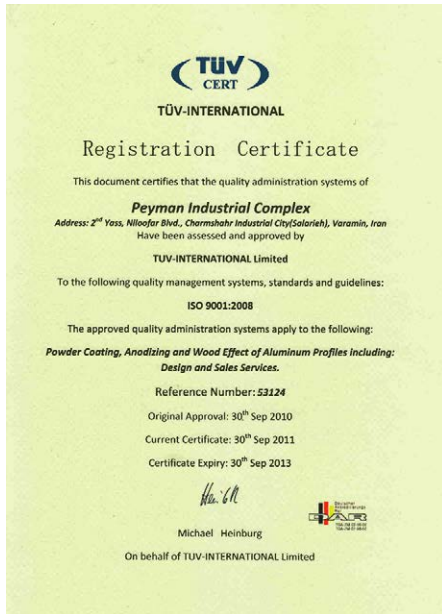 TÜV
CERT
TÜV-INTERNATIONAL
Registration Certificate
This document certifies that the quality administration systems of
Peyman Industrial Complex
Address: 2nd Yass, Niloofar Blvd., Charmshahr Industrial City(Salarieh), Varamin, Iran
Have been assessed and approved by
TUV-INTERNATIONAL Limited
To the following quality management systems, standards and guidelines:
ISO 9001:2008
The approved quality administration systems apply to the following:
Powder Coating, Anodizing and Wood Effect of Aluminum Profiles including:
Design and Sales Services.
Reference Number: 53124
Original Approval: 30th Sep 2010
Current Certificate: 30th Sep 2011
Certificate Expiry: 30th Sep 2013
Deutscher
Rat
DAR
Michael Heinburg
On behalf of TUV-INTERNATIONAL Limited